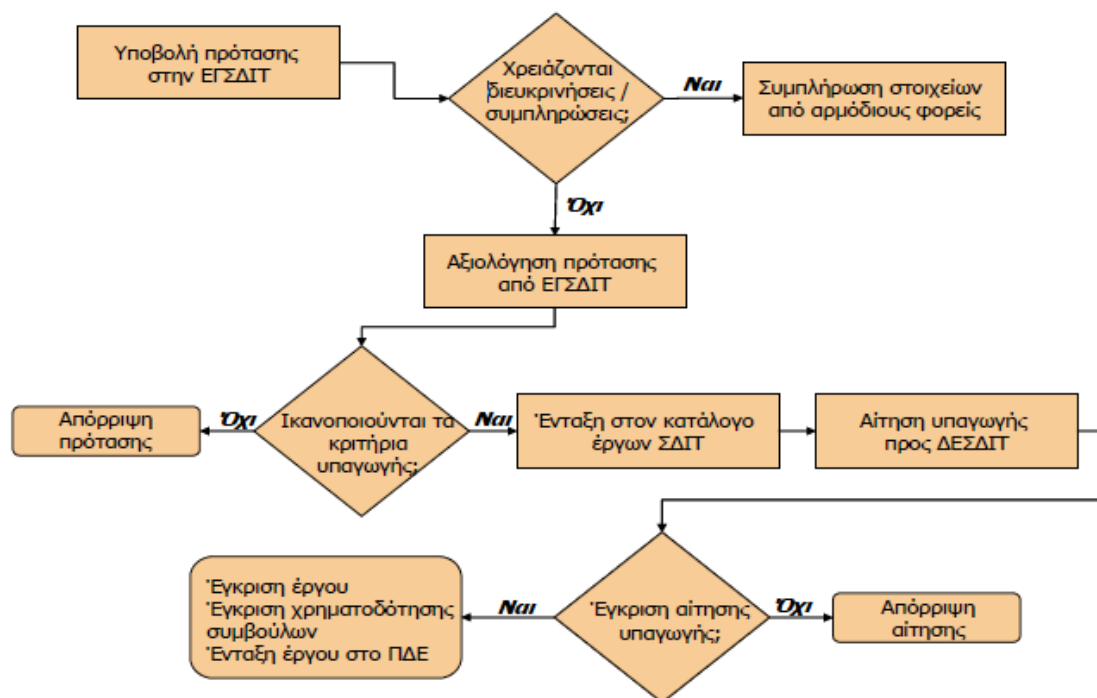 Υποβολή πρότασης
στην ΕΓΣΔΙΤ
Χρειάζονται
διευκρινήσεις /
συμπληρώσεις;
Ναι
Συμπλήρωση στοιχείων
από αρμόδιους φορείς
Όχι
Αξιολόγηση πρότασης
από ΕΓΣΔΙΤ
Απόρριψη
πρότασης
Όχι
Ικανοποιούνται τα
κριτήρια
υπαγωγής;
Ναι
Ένταξη στον κατάλογο
έργων ΣΔΙΤ
Αίτηση υπαγωγής
προς ΔΕΣΔΙΤ
Έγκριση έργου
Έγκριση χρηματοδότησης
συμβούλων
Ένταξη έργου στο ΠΔΕ
Ναι
Έγκριση αίτησης
υπαγωγής;
Όχι
Απόρριψη
αίτησης